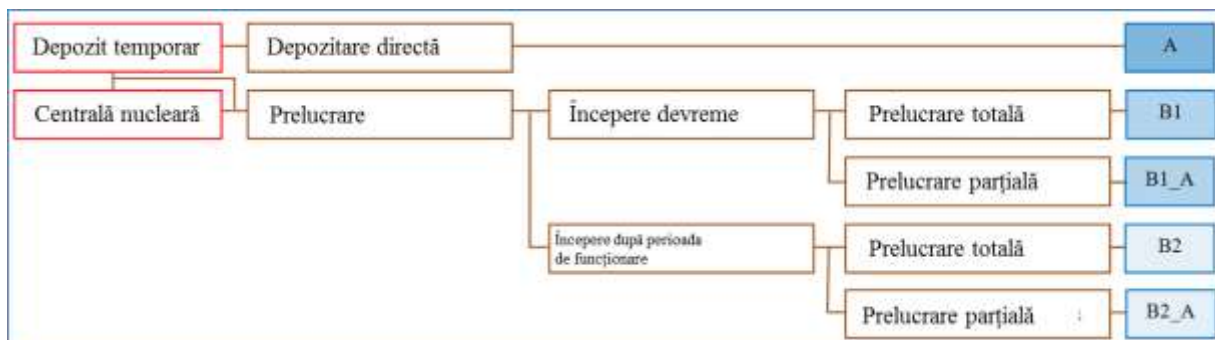 Depozit temporar
Depozitare directă
A
Centrală nucleară
Prelucrare
Începere devreme
Prelucrare totală
B1
Prelucrare parțială
B1_A
Începere după perioada
de funcționare
Prelucrare totală
B2
Prelucrare parțială
B2_A